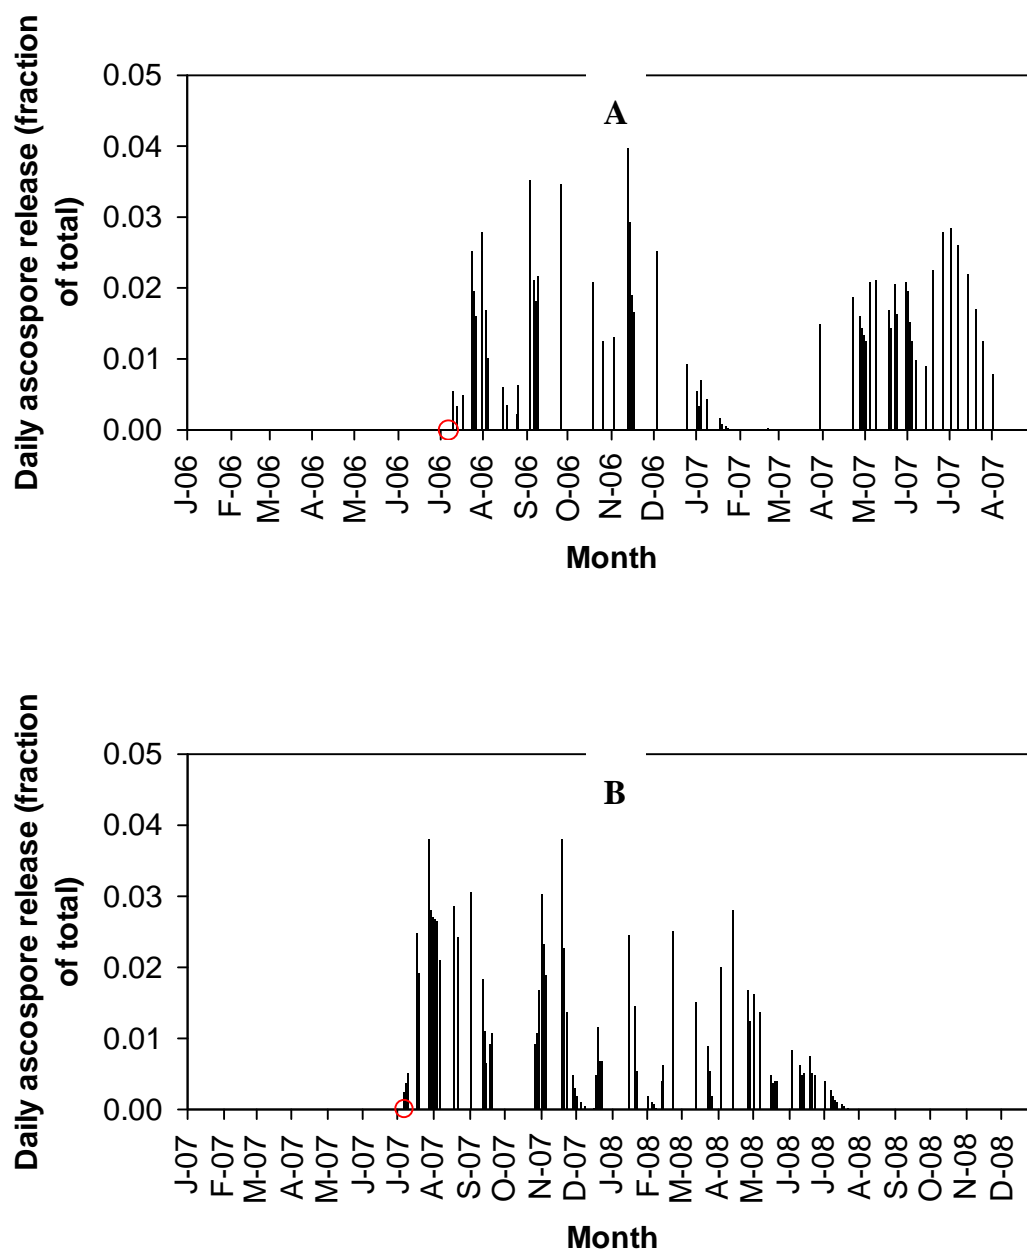 Daily ascospore release (fraction
of total)
0.05
0.04
0.03
0.02
0.01
0.00
A
J-06
F-06
M-06
A-06
M-06
J-06
J-06
A-06
S-06
O-06
N-06
D-06
J-07
F-07
M-07
A-07
M-07
J-07
J-07
A-07
Month
Daily ascospore release (fraction
of total)
0.05
0.04
0.03
0.02
0.01
0.00
B
J-07
F-07
M-07
A-07
M-07
J-07
J-07
A-07
S-07
O-07
N-07
D-07
J-08
F-08
M-08
A-08
M-08
J-08
J-08
A-08
S-08
O-08
N-08
D-08
Month